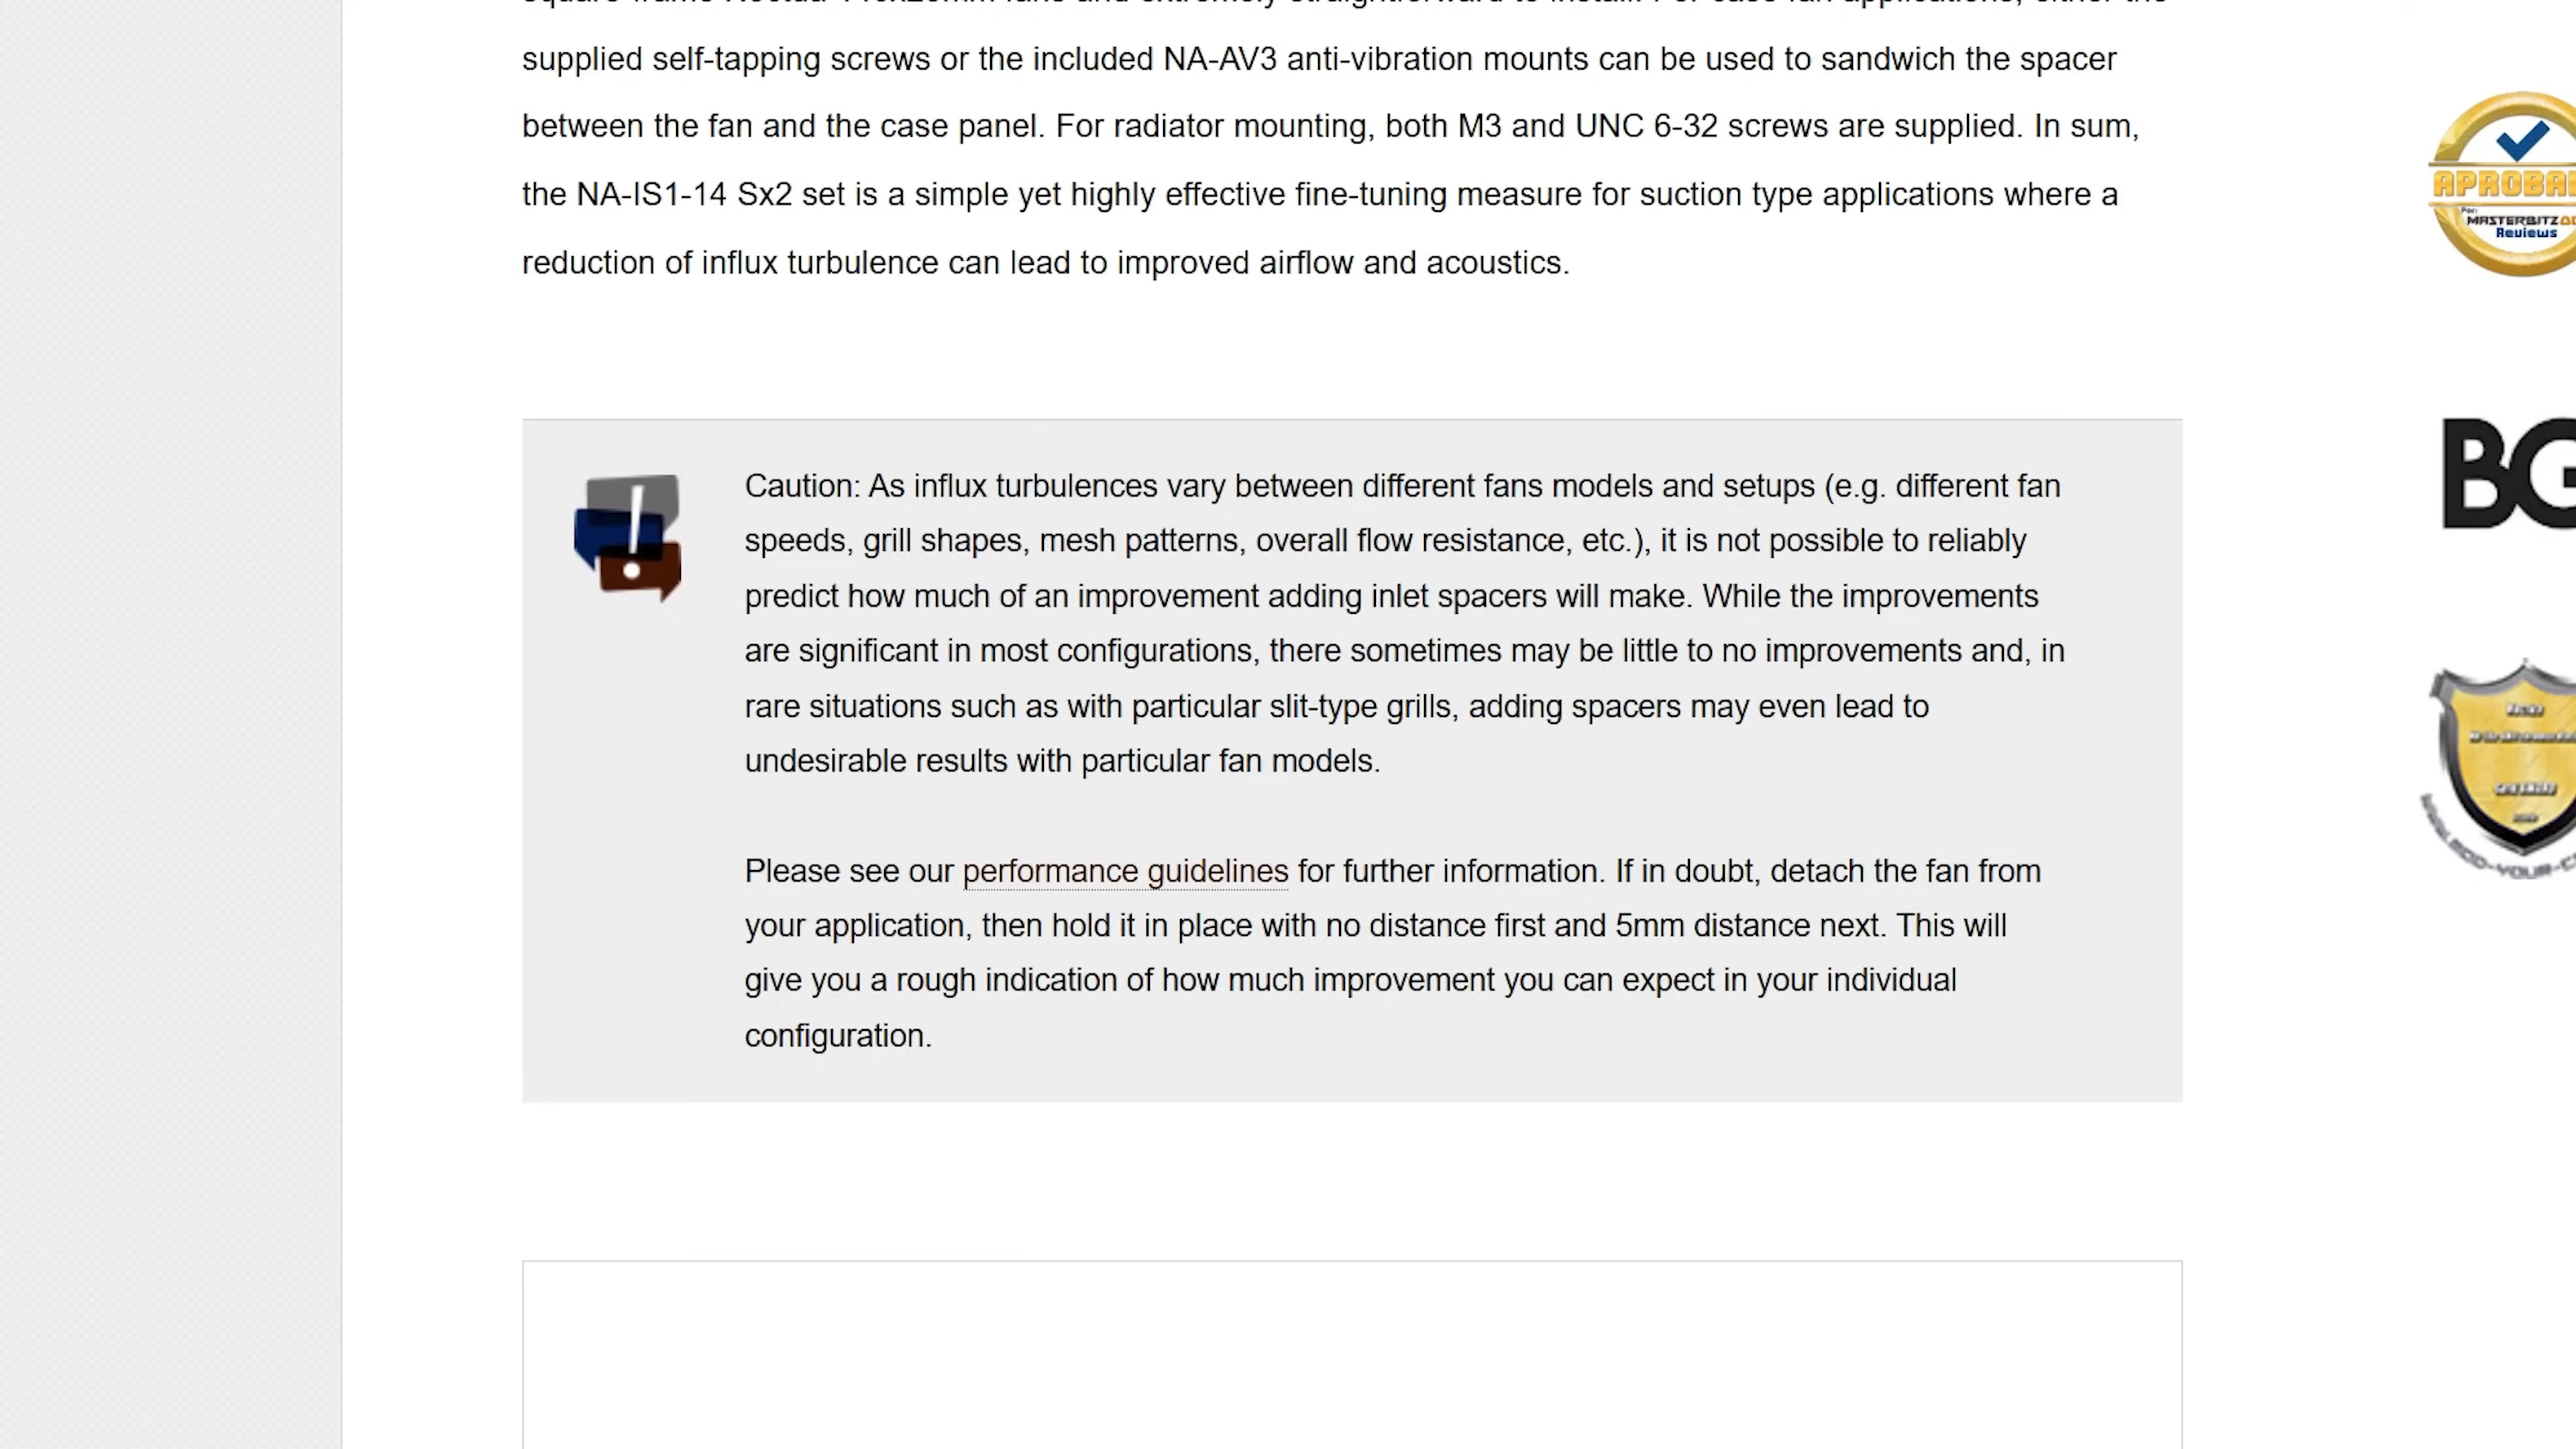 supplied self-tapping screws or the included NA-AV3 anti-vibration mounts can be used to sandwich the spacer
between the fan and the case panel. For radiator mounting, both M3 and UNC 6-32 screws are supplied. In sum,
the NA-IS1-14 Sx2 set is a simple yet highly effective fine-tuning measure for suction type applications where a
reduction of influx turbulence can lead to improved airflow and acoustics.
Caution: As influx turbulences vary between different fans models and setups (e.g. different fan
speeds, grill shapes, mesh patterns, overall flow resistance, etc.), it is not possible to reliably
predict how much of an improvement adding inlet spacers will make. While the improvements
are significant in most configurations, there sometimes may be little to no improvements and, in
rare situations such as with particular slit-type grills, adding spacers may even lead to
undesirable results with particular fan models.
Please see our performance guidelines for further information. If in doubt, detach the fan from
your application, then hold it in place with no distance first and 5mm distance next. This will
give you a rough indication of how much improvement you can expect in your individual
configuration.
Reviews